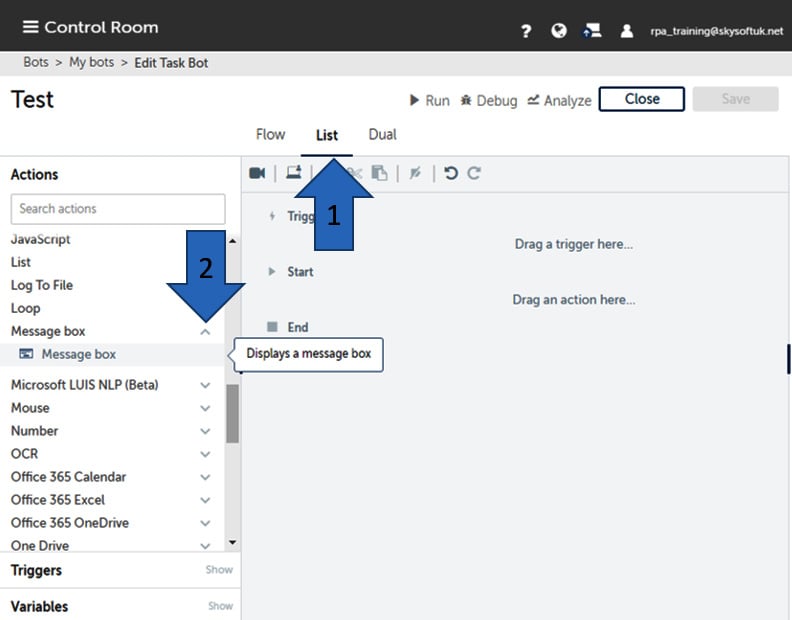 Control Room
? rpa_training@skysoftuk.net
Bots > My bots > Edit Task Bot
Test
Run Debug Analyze Close Save
Flow List Dual
Actions
Search actions
JavaScript
List
Log To File
Loop
Message box
Message box
Microsoft LUIS NLP (Beta)
Mouse
Number
OCR
Office 365 Calendar
Office 365 Excel
Office 365 OneDrive
One Drive
Triggers Show
Variables Show
1
2
Trigg
Drag a trigger here...
Start
Drag an action here...
End
Displays a message box